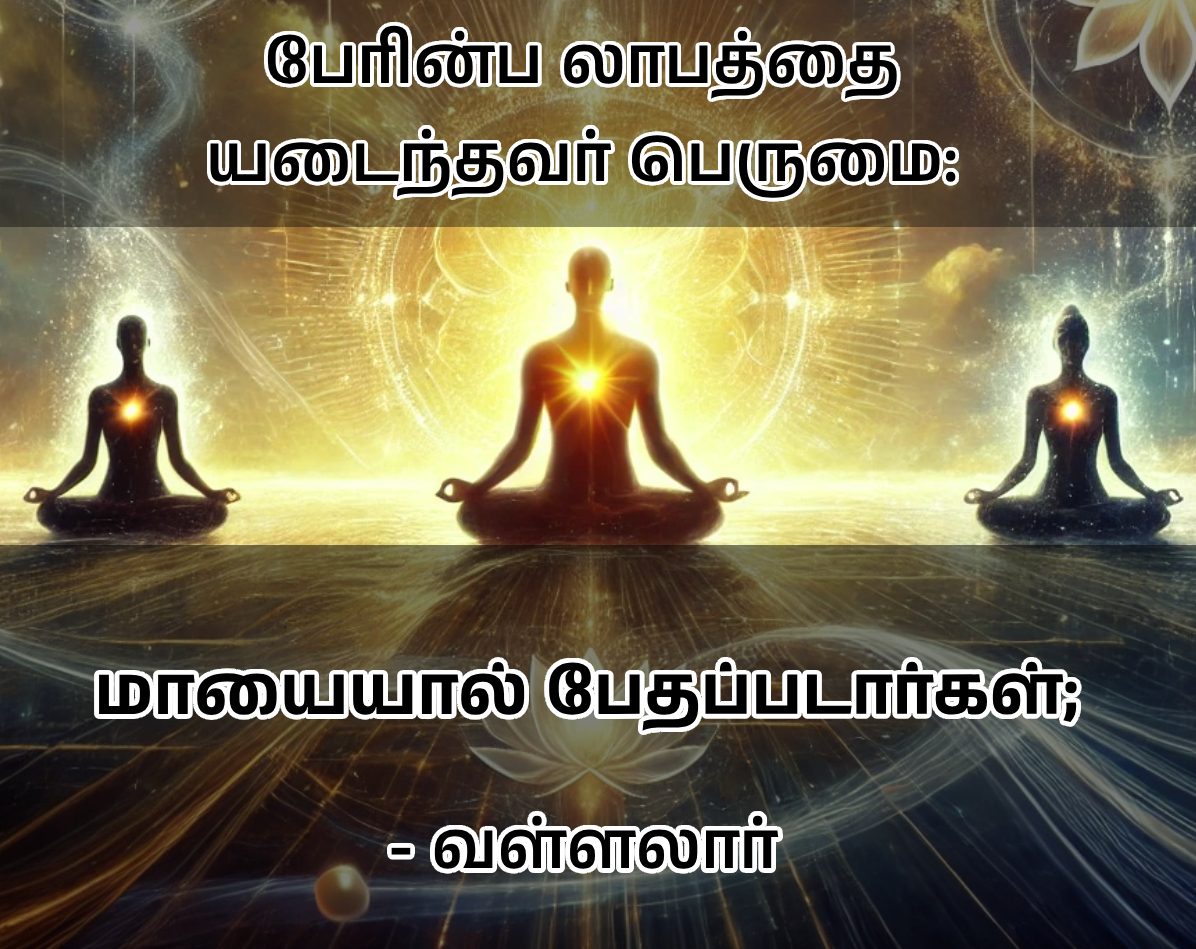 பேரின்ப லாபத்தை
யடைந்தவர் பெருமை:
மாயையால் பேதப்படார்கள்;
- வள்ளலார்